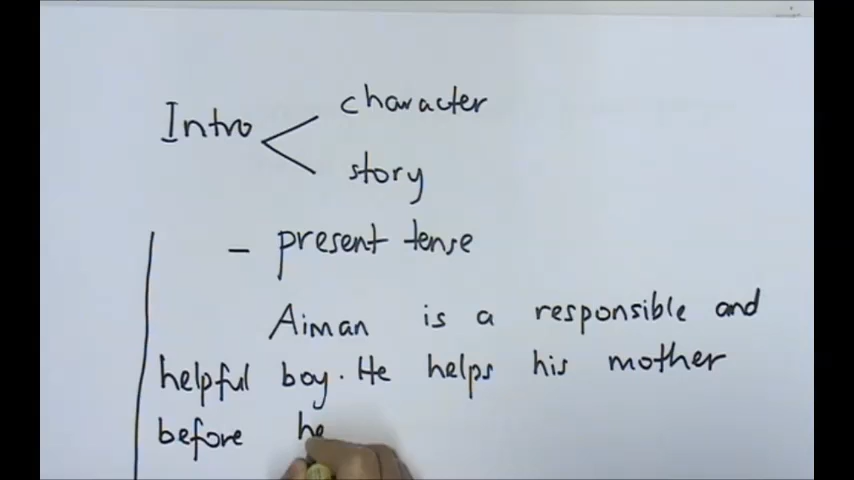 Intro
character
story
- present tense
Aiman is a responsible and
helpful boy. He helps his mother
before he